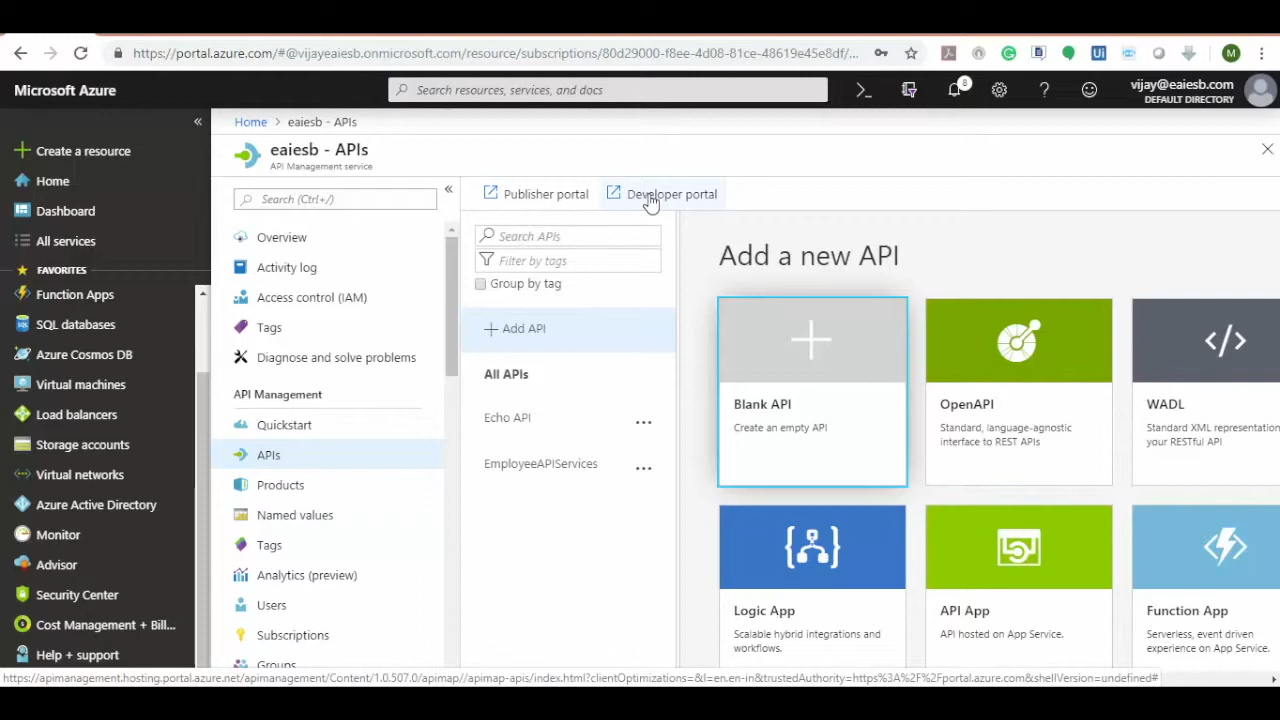 https://portal.azure.com/#@vijayeaiesb.onmicrosoft.com/resource/subscriptions/80d29000-f8ee-4d08-81ce-48619e45e8df/...
M
Microsoft Azure
Search resources, services, and docs
8
vijay@eaiesb.com
DEFAULT DIRECTORY
«
Create a resource
Home
Dashboard
All services
FAVORITES
Function Apps
SQL databases
Azure Cosmos DB
Virtual machines
Load balancers
Storage accounts
Virtual networks
Azure Active Directory
Monitor
Advisor
Security Center
Cost Management + Bill...
Help + support
Home > eaiesb - APIs
eaiesb - APIs
API Management service
Search (Ctrl+/)
«
Overview
Activity log
Access control (IAM)
Tags
Diagnose and solve problems
API Management
Quickstart
APIs
Products
Named values
Tags
Analytics (preview)
Users
Subscriptions
Groups
Publisher portal
Developer portal
Search APIs
Filter by tags
Group by tag
+ Add API
All APIs
Echo API
...
EmployeeAPIServices
...
Add a new API
Blank API
Create an empty API
OpenAPI
Standard, language-agnostic
interface to REST APIs
</>
WADL
Standard XML representation
your RESTful API
Logic App
Scalable hybrid integrations and
workflows.
API App
API hosted on App Service.
Function App
Serverless, event driven
experience on App Service.
https://apimanagement.hosting.portal.azure.net/apimanagement/Content/1.0.507.0/apimap//apimap-apis/index.html?clientOptimizations=&l=en.en-in&trustedAuthority=https%3A%2F%2Fportal.azure.com&shellVersion=undefined#